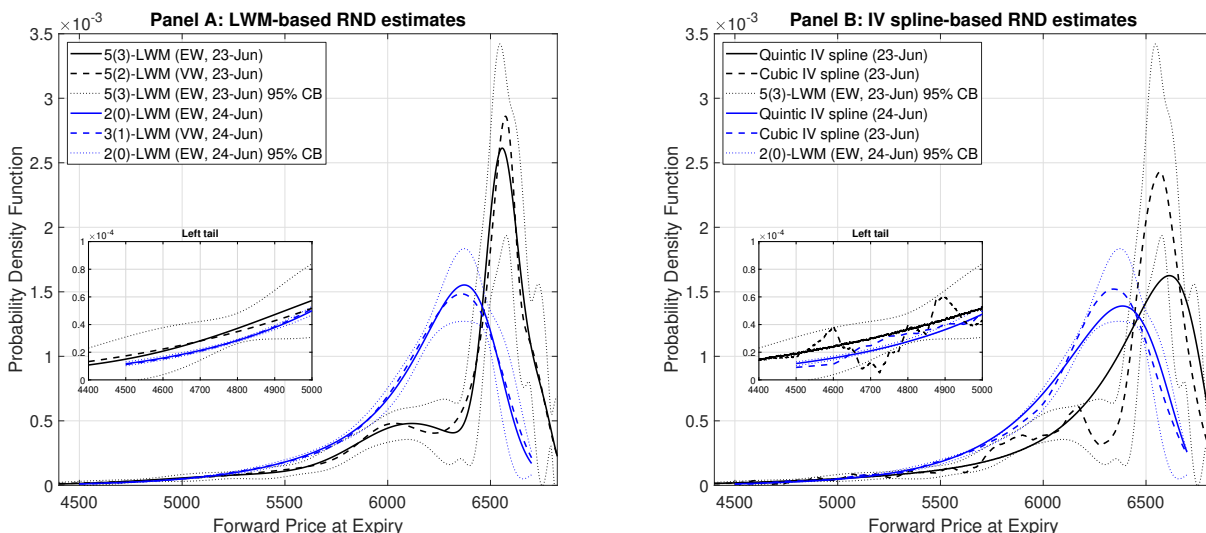 Panel A: LWM-based RND estimates
×10⁻³
3.5
3
2.5
2
1.5
1
0.5
0
Probability Density Function
5(3)-LWM (EW, 23-Jun)
5(2)-LWM (VW, 23-Jun)
5(3)-LWM (EW, 23-Jun) 95% CB
2(0)-LWM (EW, 24-Jun)
3(1)-LWM (VW, 24-Jun)
2(0)-LWM (EW, 24-Jun) 95% CB
Left tail
×10⁻⁴
1
0.8
0.6
0.4
0.2
0
4400 4500 4600 4700 4800 4900 5000
4500 5000 5500 6000 6500
Forward Price at Expiry
Panel B: IV spline-based RND estimates
×10⁻³
3.5
3
2.5
2
1.5
1
0.5
0
Probability Density Function
Quintic IV spline (23-Jun)
Cubic IV spline (23-Jun)
5(3)-LWM (EW, 23-Jun) 95% CB
Quintic IV spline (24-Jun)
Cubic IV spline (23-Jun)
2(0)-LWM (EW, 24-Jun) 95% CB
Left tail
×10⁻⁴
1
0.8
0.6
0.4
0.2
0
4400 4500 4600 4700 4800 4900 5000
4500 5000 5500 6000 6500
Forward Price at Expiry